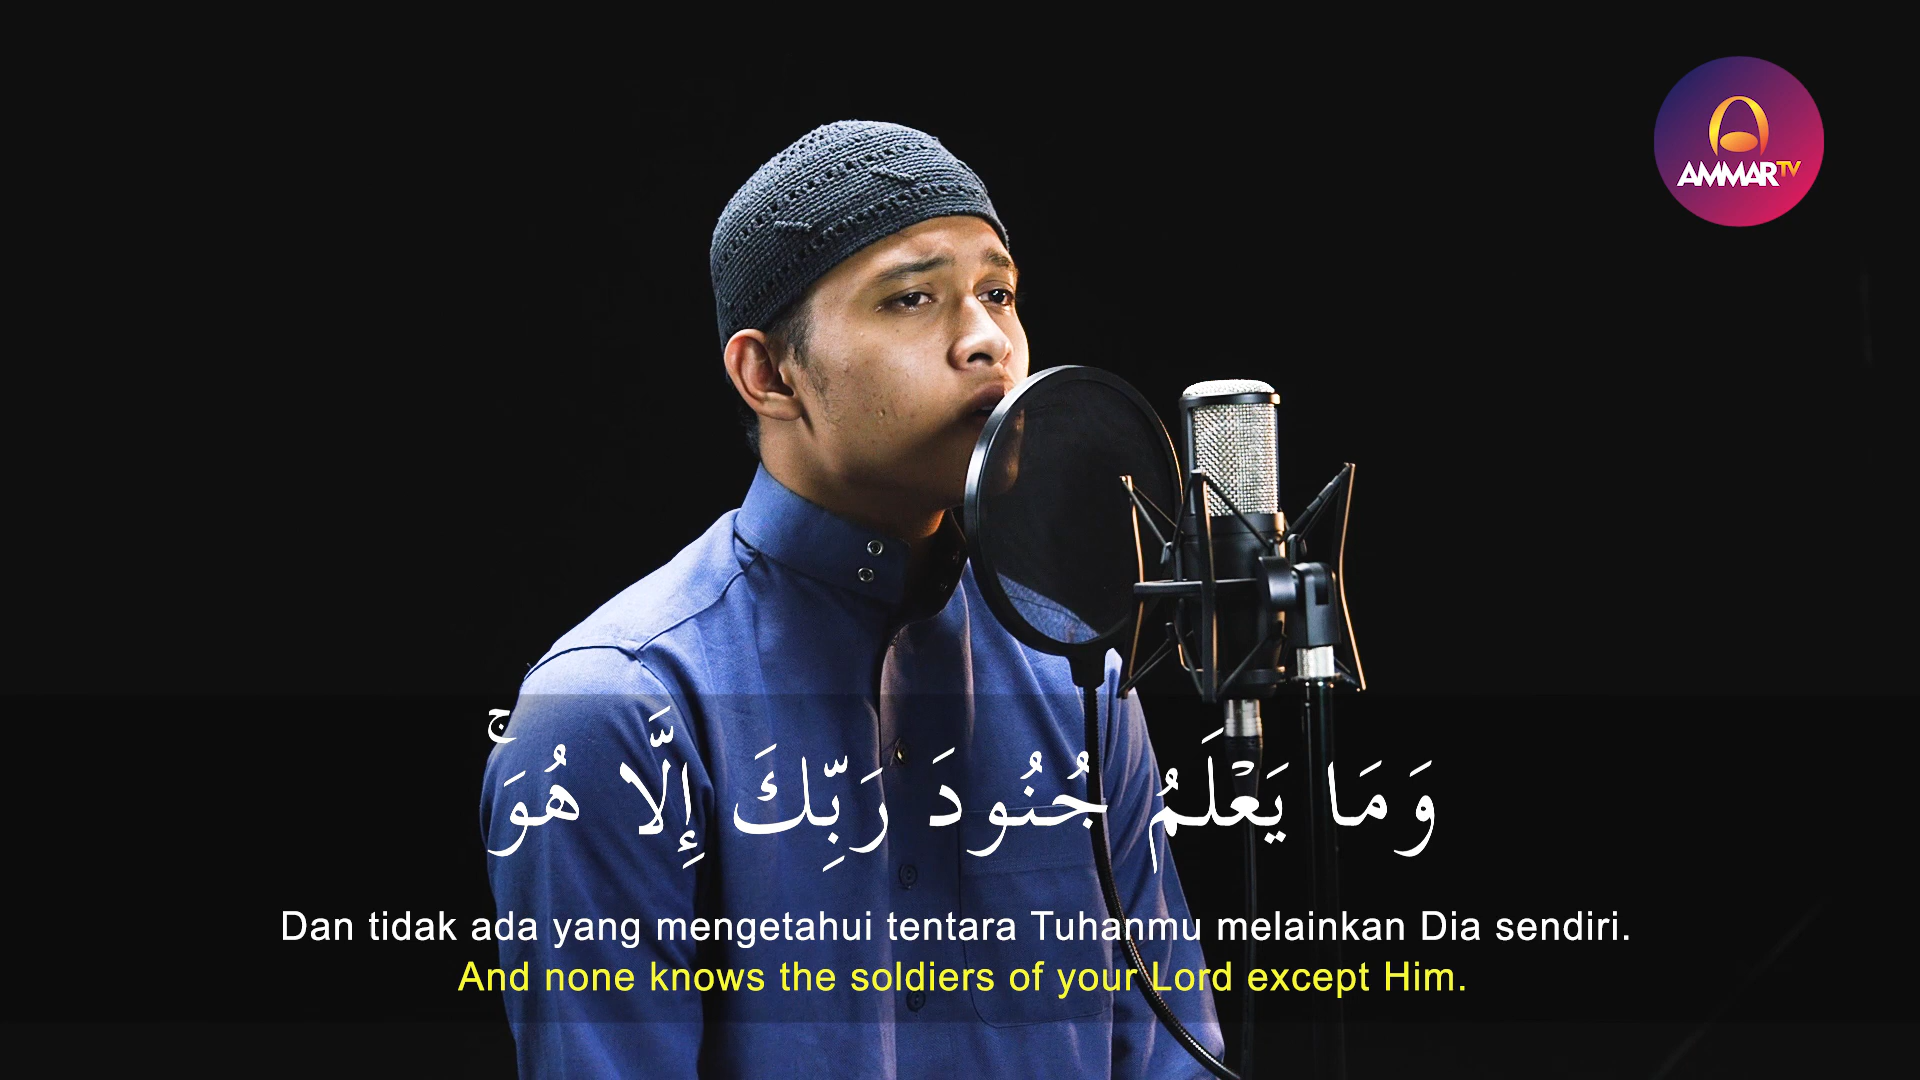 AMMARTV
وَمَا يَعْلَمُ جُنُودَ رَبِّكَ إِلَّا هُوَ ۚ
Dan tidak ada yang mengetahui tentara Tuhanmu melainkan Dia sendiri.
And none knows the soldiers of your Lord except Him.